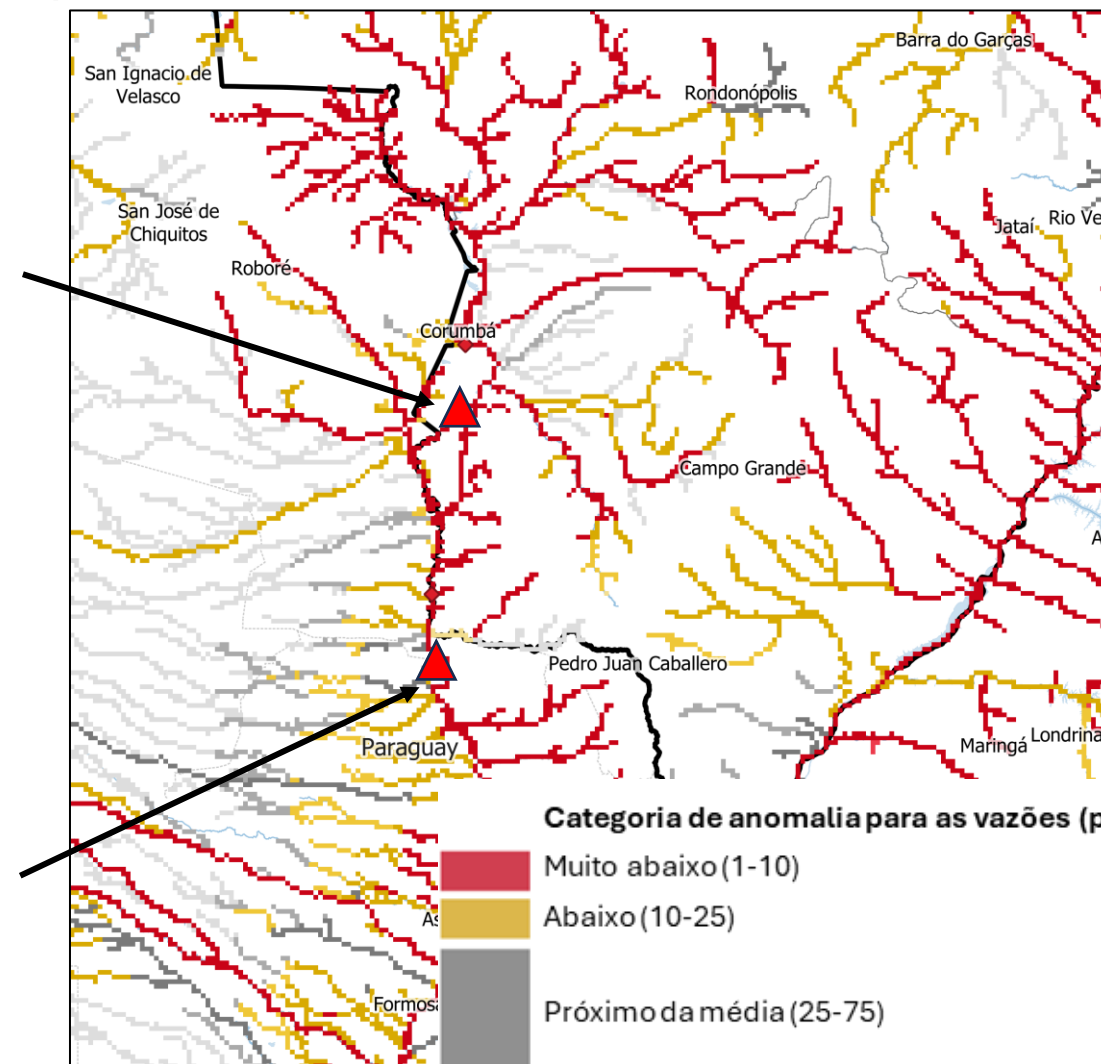 Barra do Garças
San Ignacio de
Velasco
Rondonópolis
San José de
Chiquitos
Jataí
Rio Ve
Roboré
Corumbá
Campo Grande
A
Pedro Juan Caballero
Paraguay
Maringá
Londrina
Categoria de anomalia para as vazões (p
Muito abaixo (1-10)
As
Abaixo (10-25)
Formosa
Próximo da média (25-75)